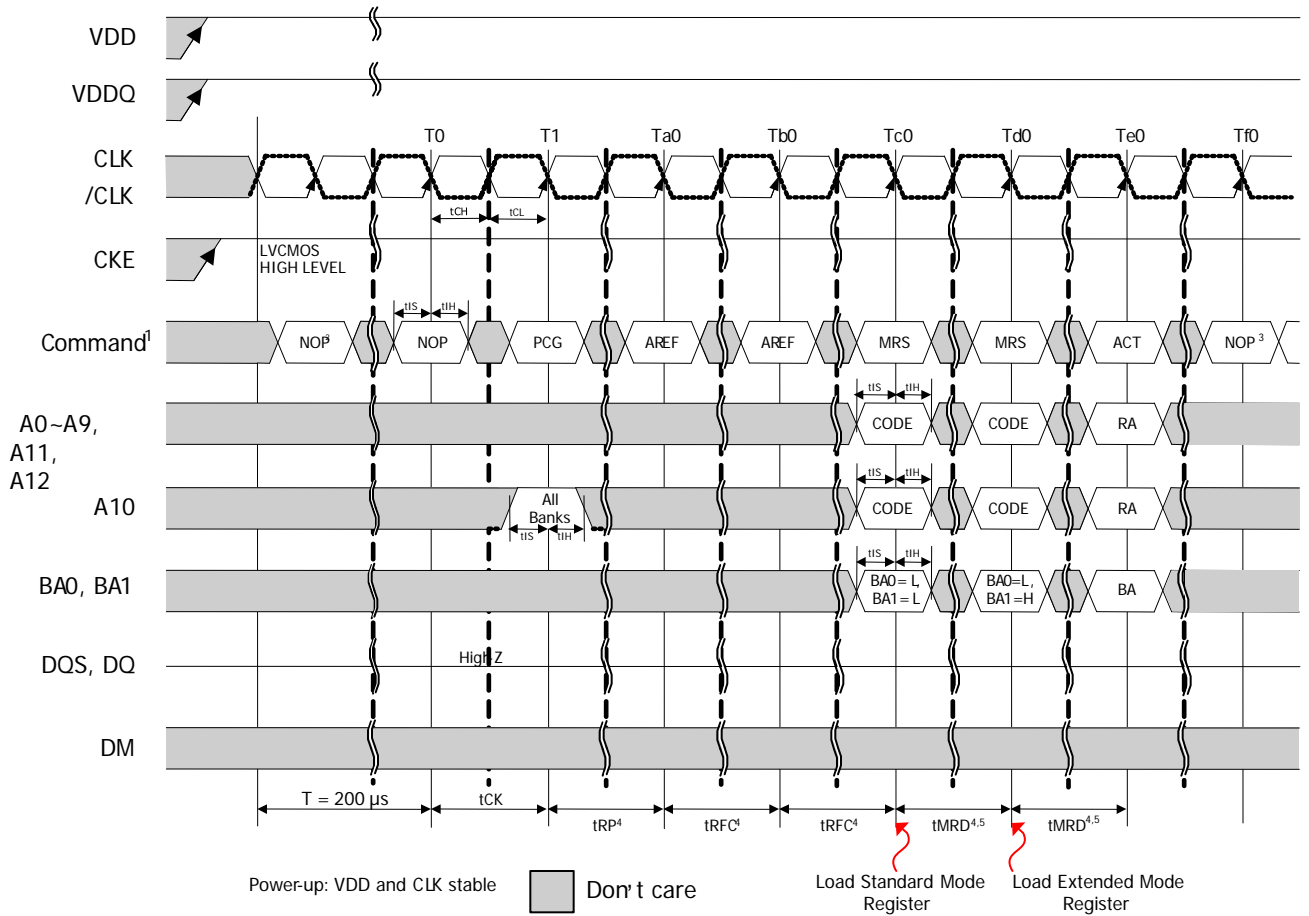 VDD
VDDQ
T0 T1 Ta0 Tb0 Tc0 Td0 Te0 Tf0
CLK
/CLK
tCH tCL
CKE
LVCMOS
HIGH LEVEL
tIS tIH
Command¹
NOP³ NOP PCG AREF AREF MRS MRS ACT NOP ³
tIS tIH
A0~A9,
A11,
A12
CODE CODE RA
tIS tIH
A10
All
Banks
CODE CODE RA
tIS tIH
tIS tIH
BA0, BA1
BA0= L,
BA1= L
BA0=L,
BA1=H
BA
DQS, DQ
High Z
DM
T = 200 µs tCK tRP⁴ tRFC⁴ tRFC⁴ tMRD⁴,⁵ tMRD⁴,⁵
Power-up: VDD and CLK stable
Don't care
Load Standard Mode
Register
Load Extended Mode
Register